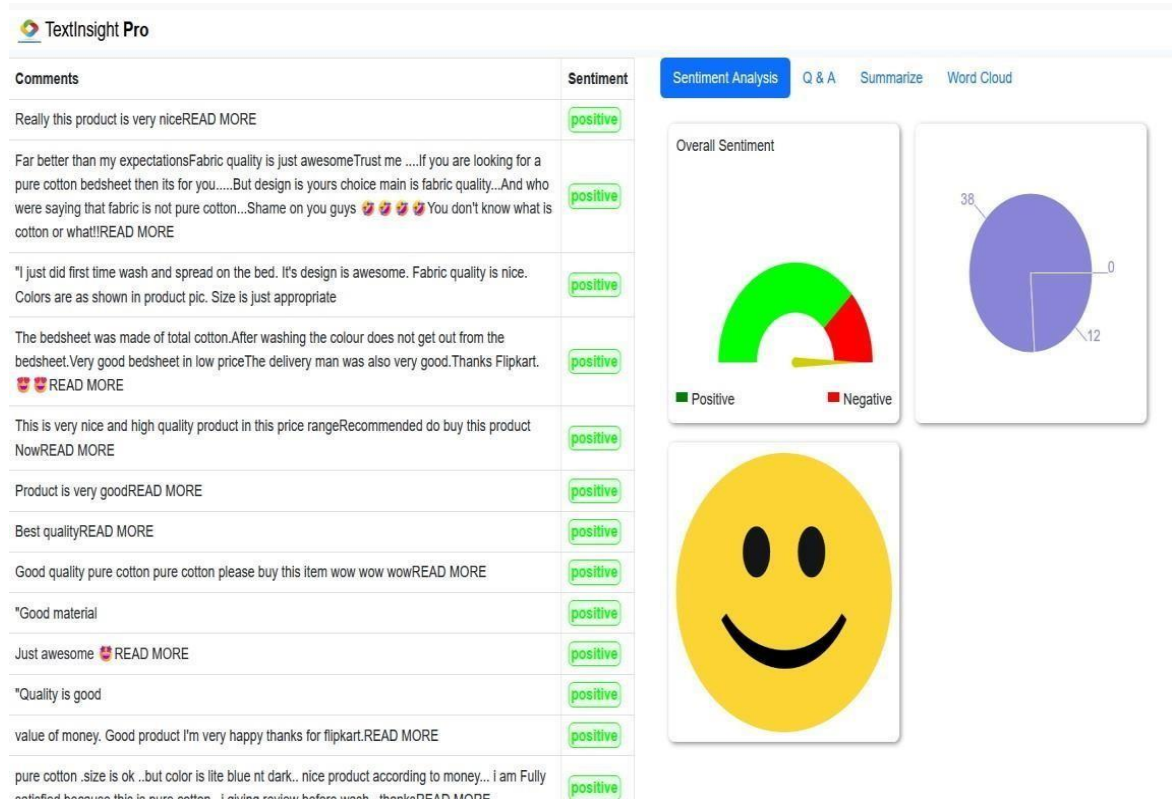 TextInsight Pro
Comments
Sentiment
Really this product is very niceREAD MORE
positive
Far better than my expectationsFabric quality is just awesomeTrust me ....If you are looking for a
pure cotton bedsheet then its for you.....But design is yours choice main is fabric quality...And who
were saying that fabric is not pure cotton...Shame on you guys 🤣 🤣 🤣 🤣 You don't know what is
cotton or what!!READ MORE
positive
"I just did first time wash and spread on the bed. It's design is awesome. Fabric quality is nice.
Colors are as shown in product pic. Size is just appropriate
positive
The bedsheet was made of total cotton.After washing the colour does not get out from the
bedsheet.Very good bedsheet in low priceThe delivery man was also very good.Thanks Flipkart.
😍 😍 READ MORE
positive
This is very nice and high quality product in this price rangeRecommended do buy this product
NowREAD MORE
positive
Product is very goodREAD MORE
positive
Best qualityREAD MORE
positive
Good quality pure cotton pure cotton please buy this item wow wow wowREAD MORE
positive
"Good material
positive
Just awesome 😍 READ MORE
positive
"Quality is good
positive
value of money. Good product I'm very happy thanks for flipkart.READ MORE
positive
pure cotton .size is ok ..but color is lite blue nt dark.. nice product according to money... i am Fully
satisfied because this is pure cotton.. i giving review before wash.. thanksREAD MORE
positive
Sentiment Analysis
Q & A
Summarize
Word Cloud
Overall Sentiment
Positive
Negative
38
0
12